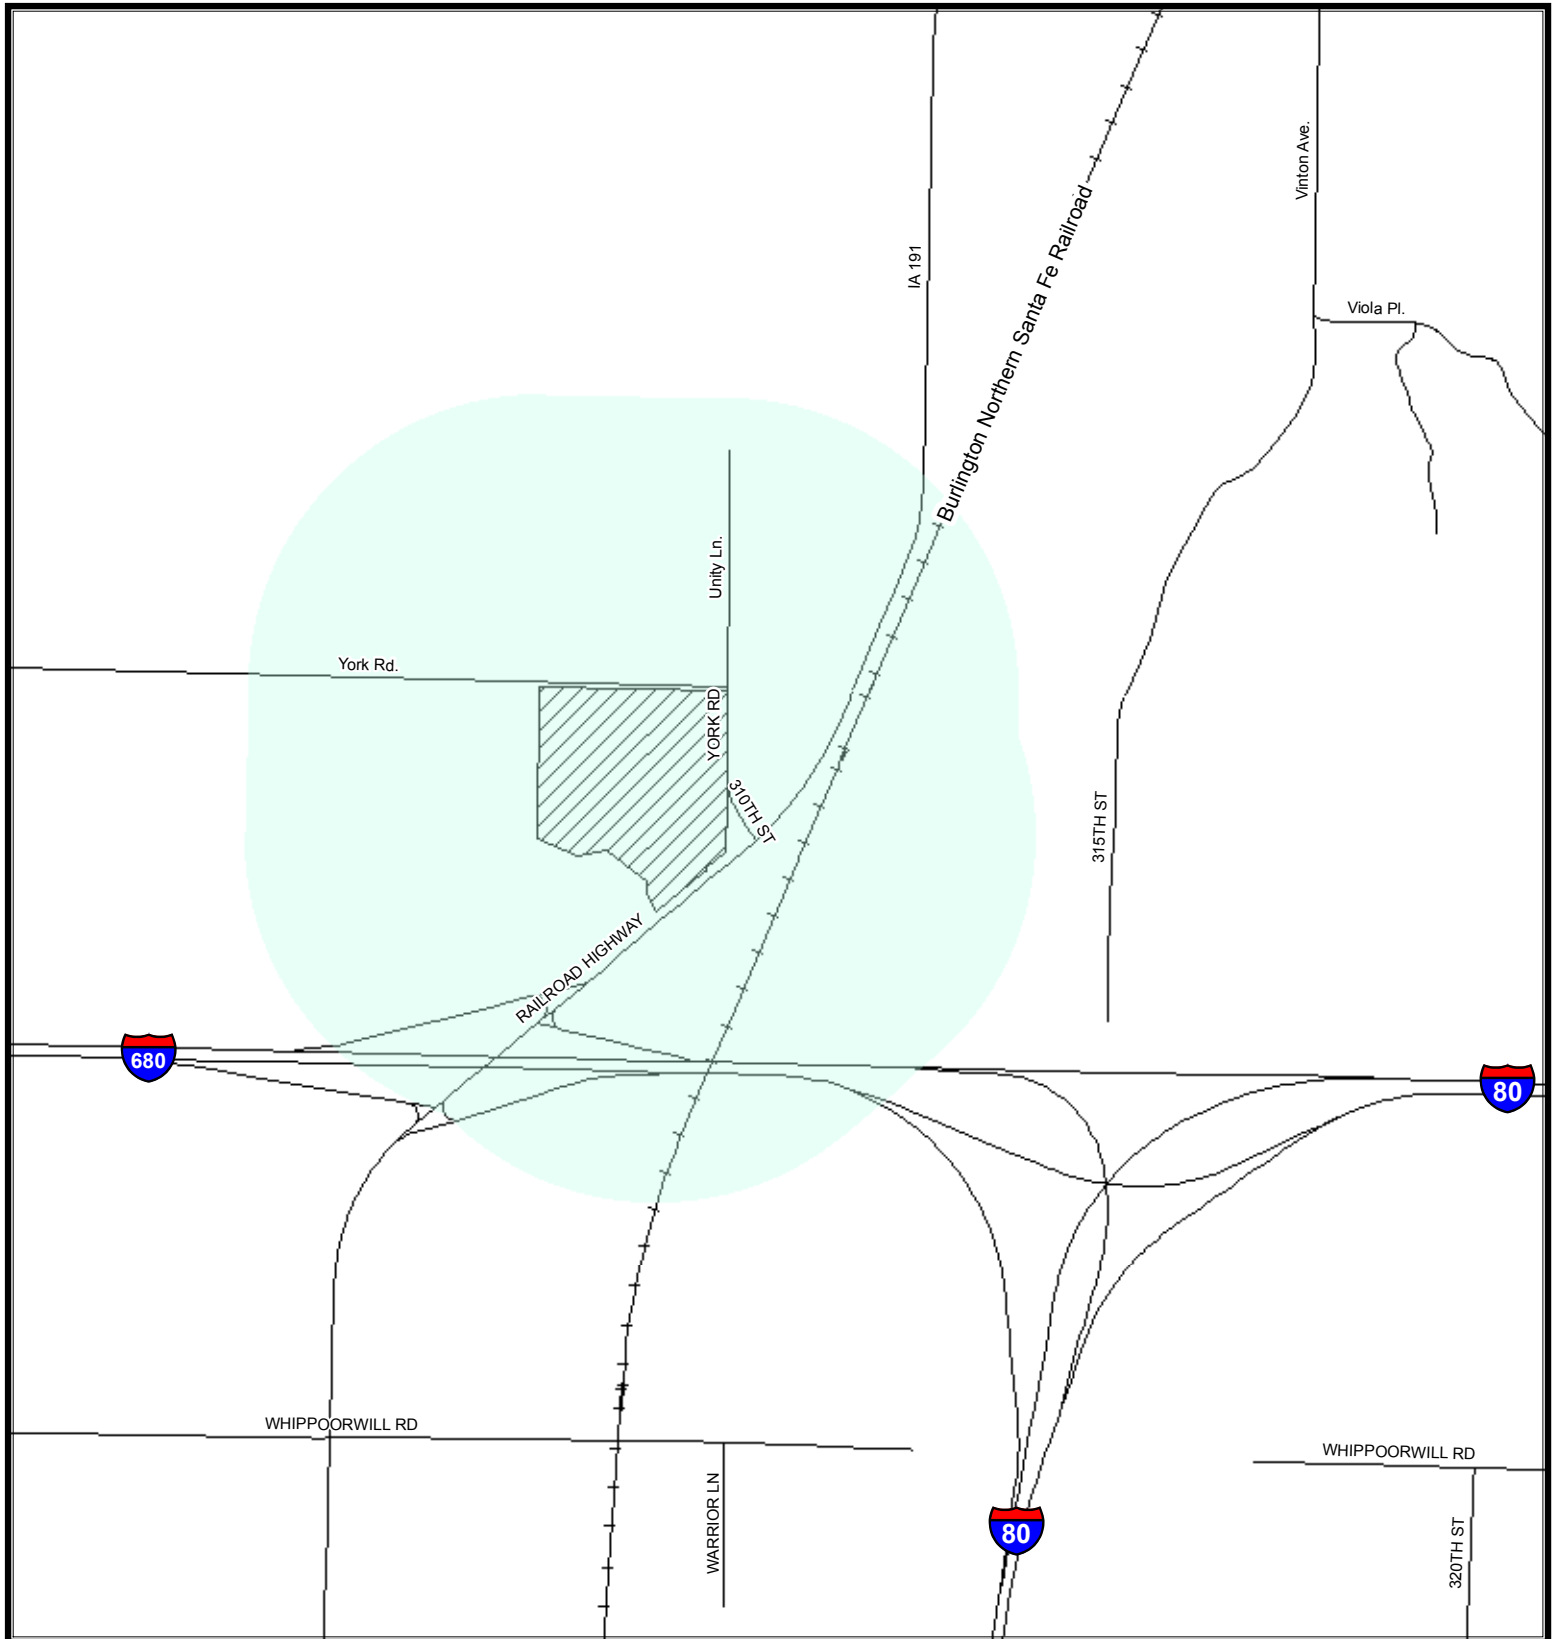 Vinton Ave.
IA 191
Burlington Northern Santa Fe Railroad
Viola Pl.
Unity Ln.
York Rd.
YORK RD
310TH ST
315TH ST
RAILROAD HIGHWAY
680
80
WHIPPOORWILL RD
WHIPPOORWILL RD
WARRIOR LN
80
320TH ST